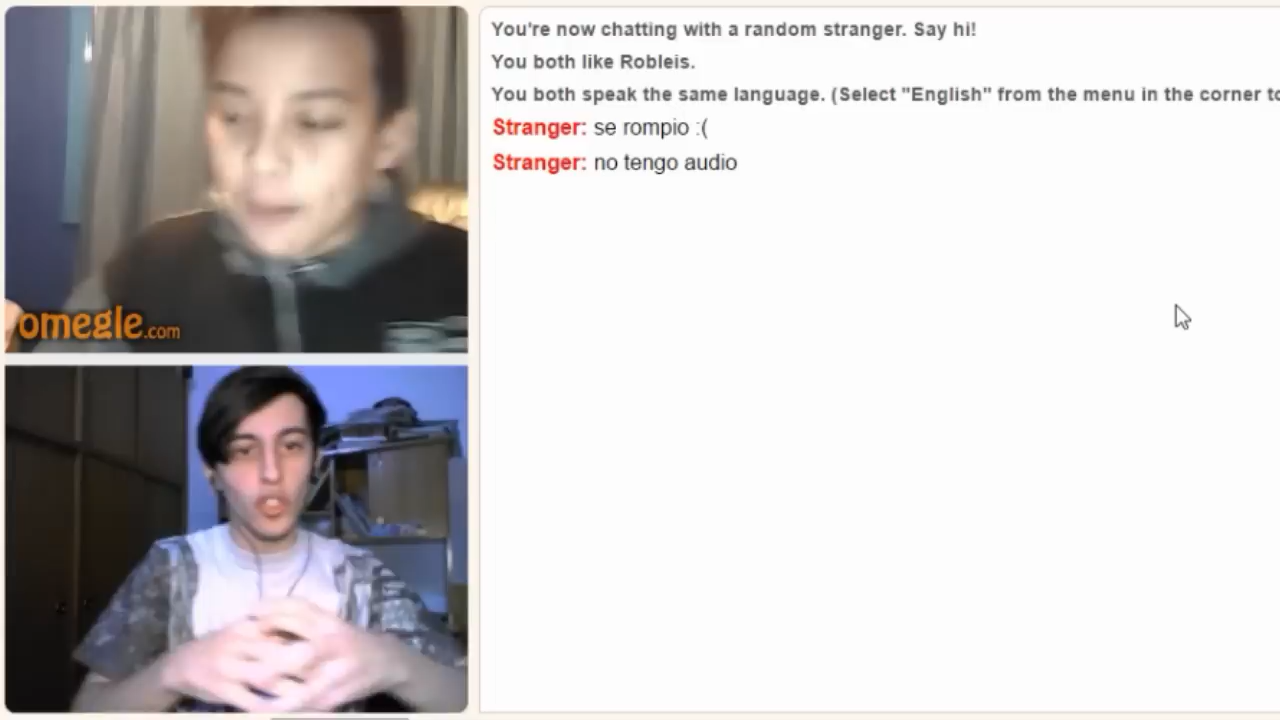 You're now chatting with a random stranger. Say hi!
You both like Robleis.
You both speak the same language. (Select "English" from the menu in the corner
Stranger: se rompio :(
Stranger: no tengo audio
omegle.com